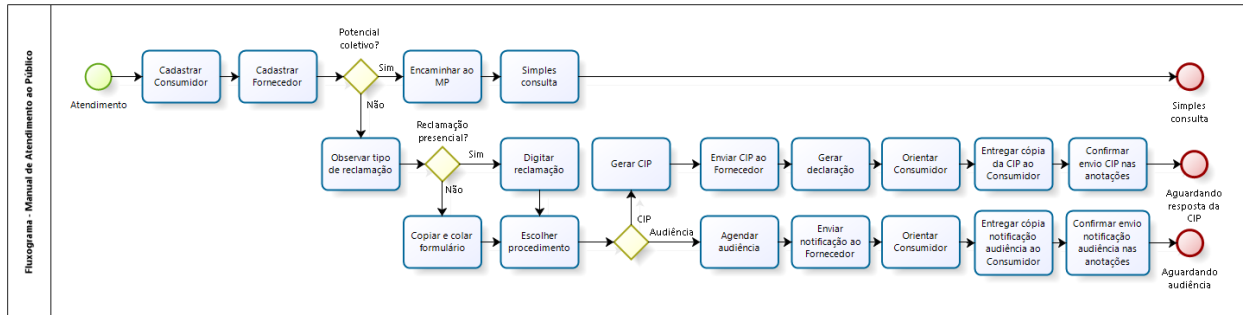 Fluxograma - Manual de Atendimento ao Público
Atendimento
Cadastrar
Consumidor
Cadastrar
Fornecedor
Potencial
coletivo?
Sim
Não
Encaminhar ao
MP
Simples
consulta
Simples
consulta
Observar tipo
de reclamação
Reclamação
presencial?
Sim
Não
Digitar
reclamação
Gerar CIP
Enviar CIP ao
Fornecedor
Gerar
declaração
Orientar
Consumidor
Entregar cópia
da CIP ao
Consumidor
Confirmar
envio CIP nas
anotações
Aguardando
resposta da
CIP
Copiar e colar
formulário
Escolher
procedimento
CIP
Audiência
Agendar
audiência
Enviar
notificação ao
Fornecedor
Orientar
Consumidor
Entregar cópia
notificação
audiência ao
Consumidor
Confirmar envio
notificação
audiência nas
anotações
Aguardando
audiência